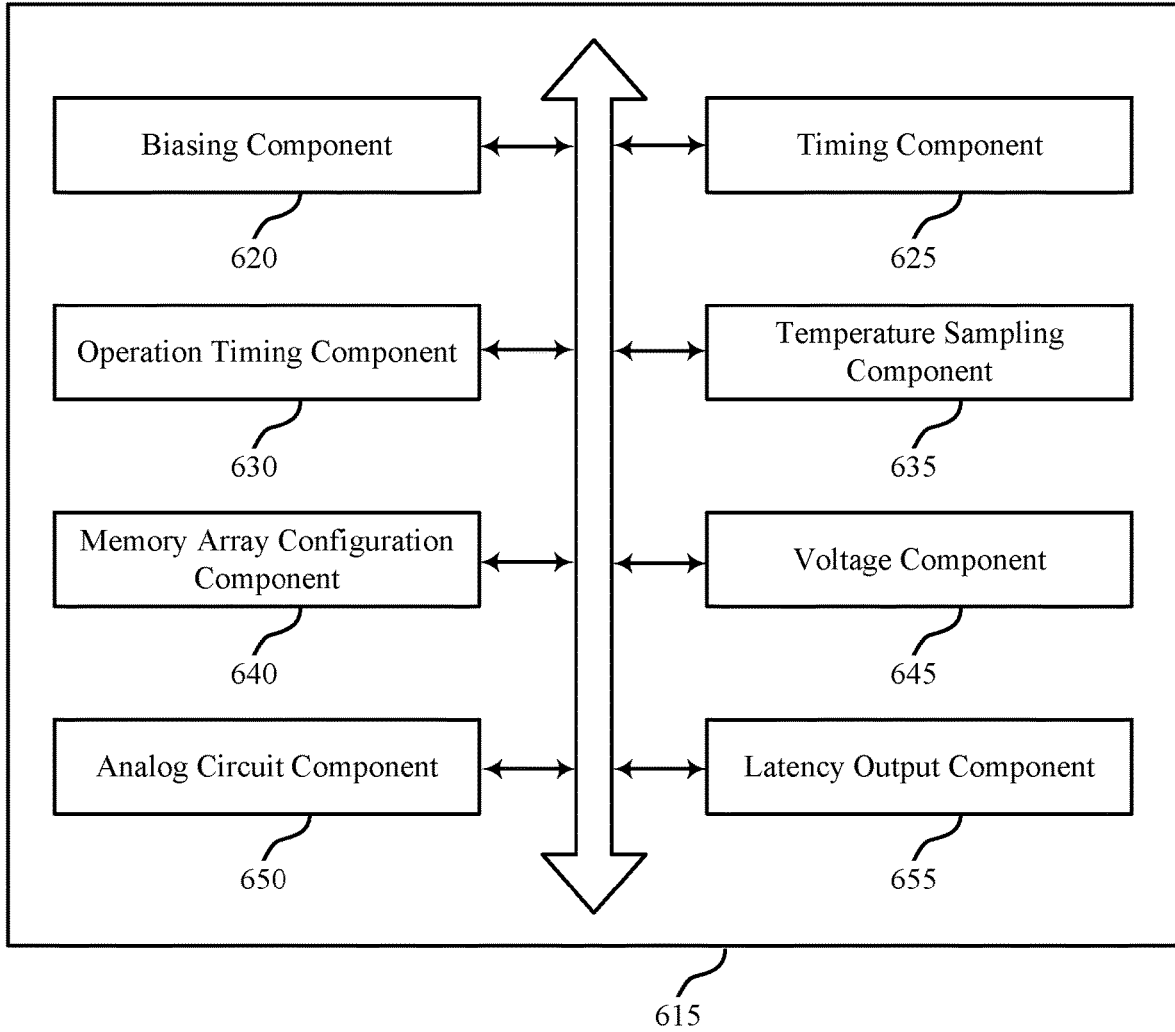 Biasing Component
Timing Component
620
625
Operation Timing Component
Temperature Sampling
Component
630
635
Memory Array Configuration
Component
Voltage Component
640
645
Analog Circuit Component
Latency Output Component
650
655
615